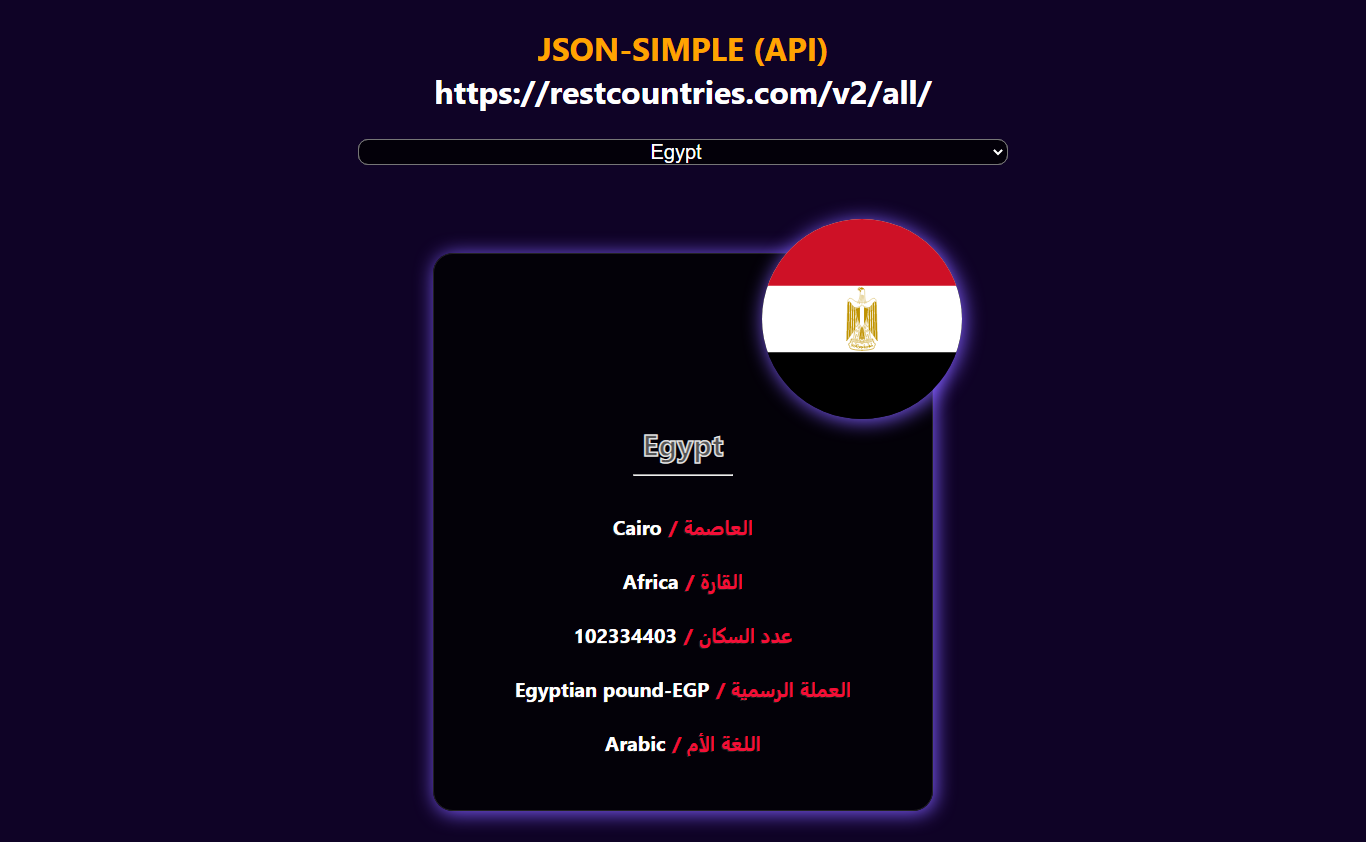 JSON-SIMPLE (API)
https://restcountries.com/v2/all/
Egypt
Egypt
العاصمة / Cairo
القارة / Africa
عدد السكان / 102334403
العملة الرسمية / Egyptian pound-EGP
اللغة الأم / Arabic